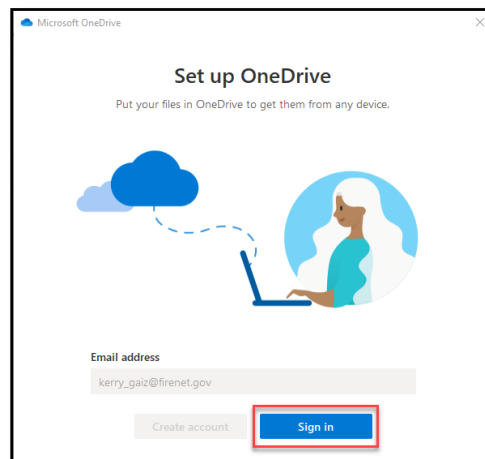 Microsoft OneDrive
Set up OneDrive
Put your files in OneDrive to get them from any device.
Email address
kerry_gaiz@firenet.gov
Create account
Sign in